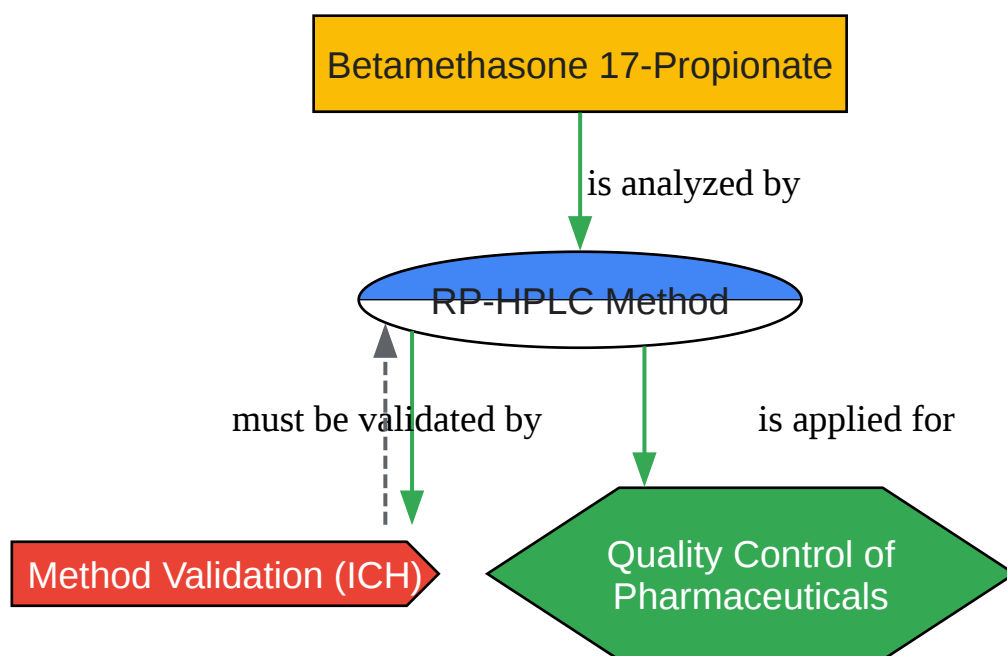 Betamethasone 17-Propionate
is analyzed by
RP-HPLC Method
must be validated by
is applied for
Method Validation (ICH)
Quality Control of
Pharmaceuticals